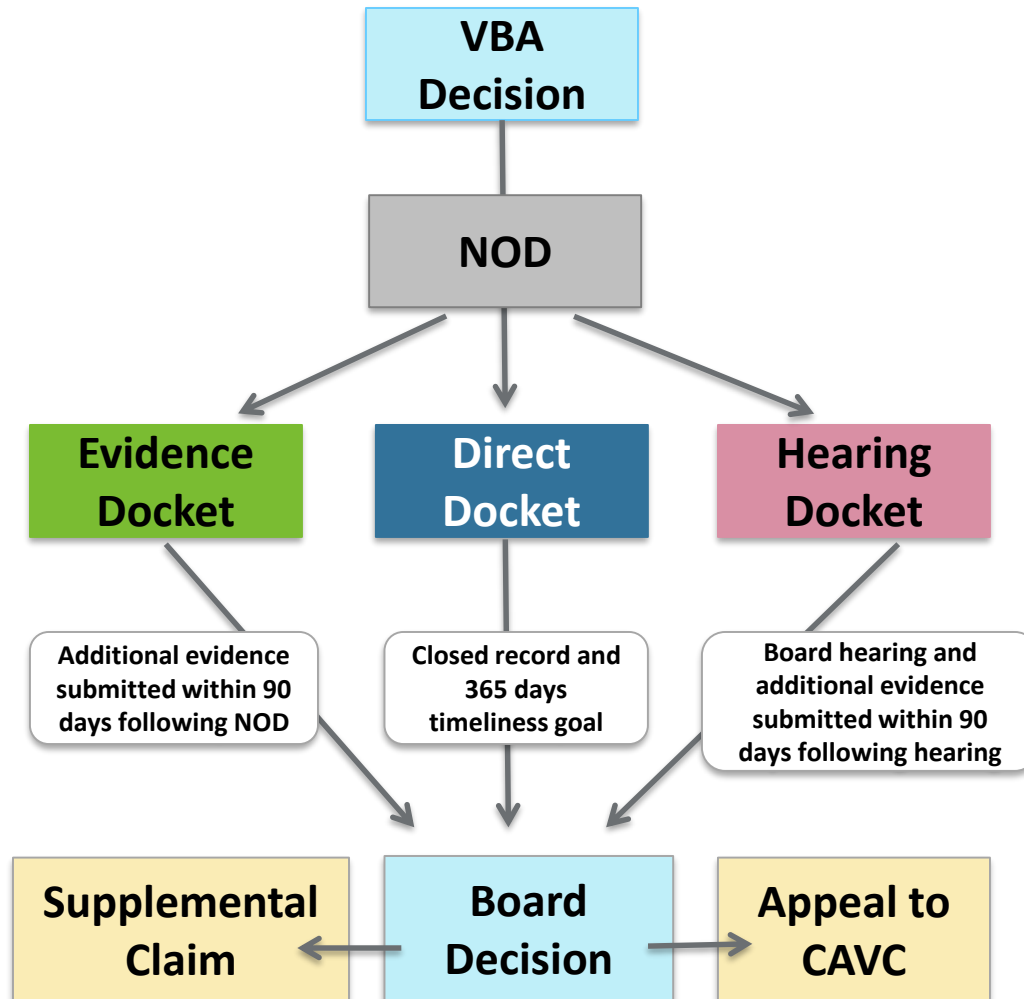 VBA
Decision
NOD
Evidence
Docket
Direct
Docket
Hearing
Docket
Additional evidence
submitted within 90
days following NOD
Closed record and
365 days
timeliness goal
Board hearing and
additional evidence
submitted within 90
days following hearing
Supplemental
Claim
Board
Decision
Appeal to
CAVC